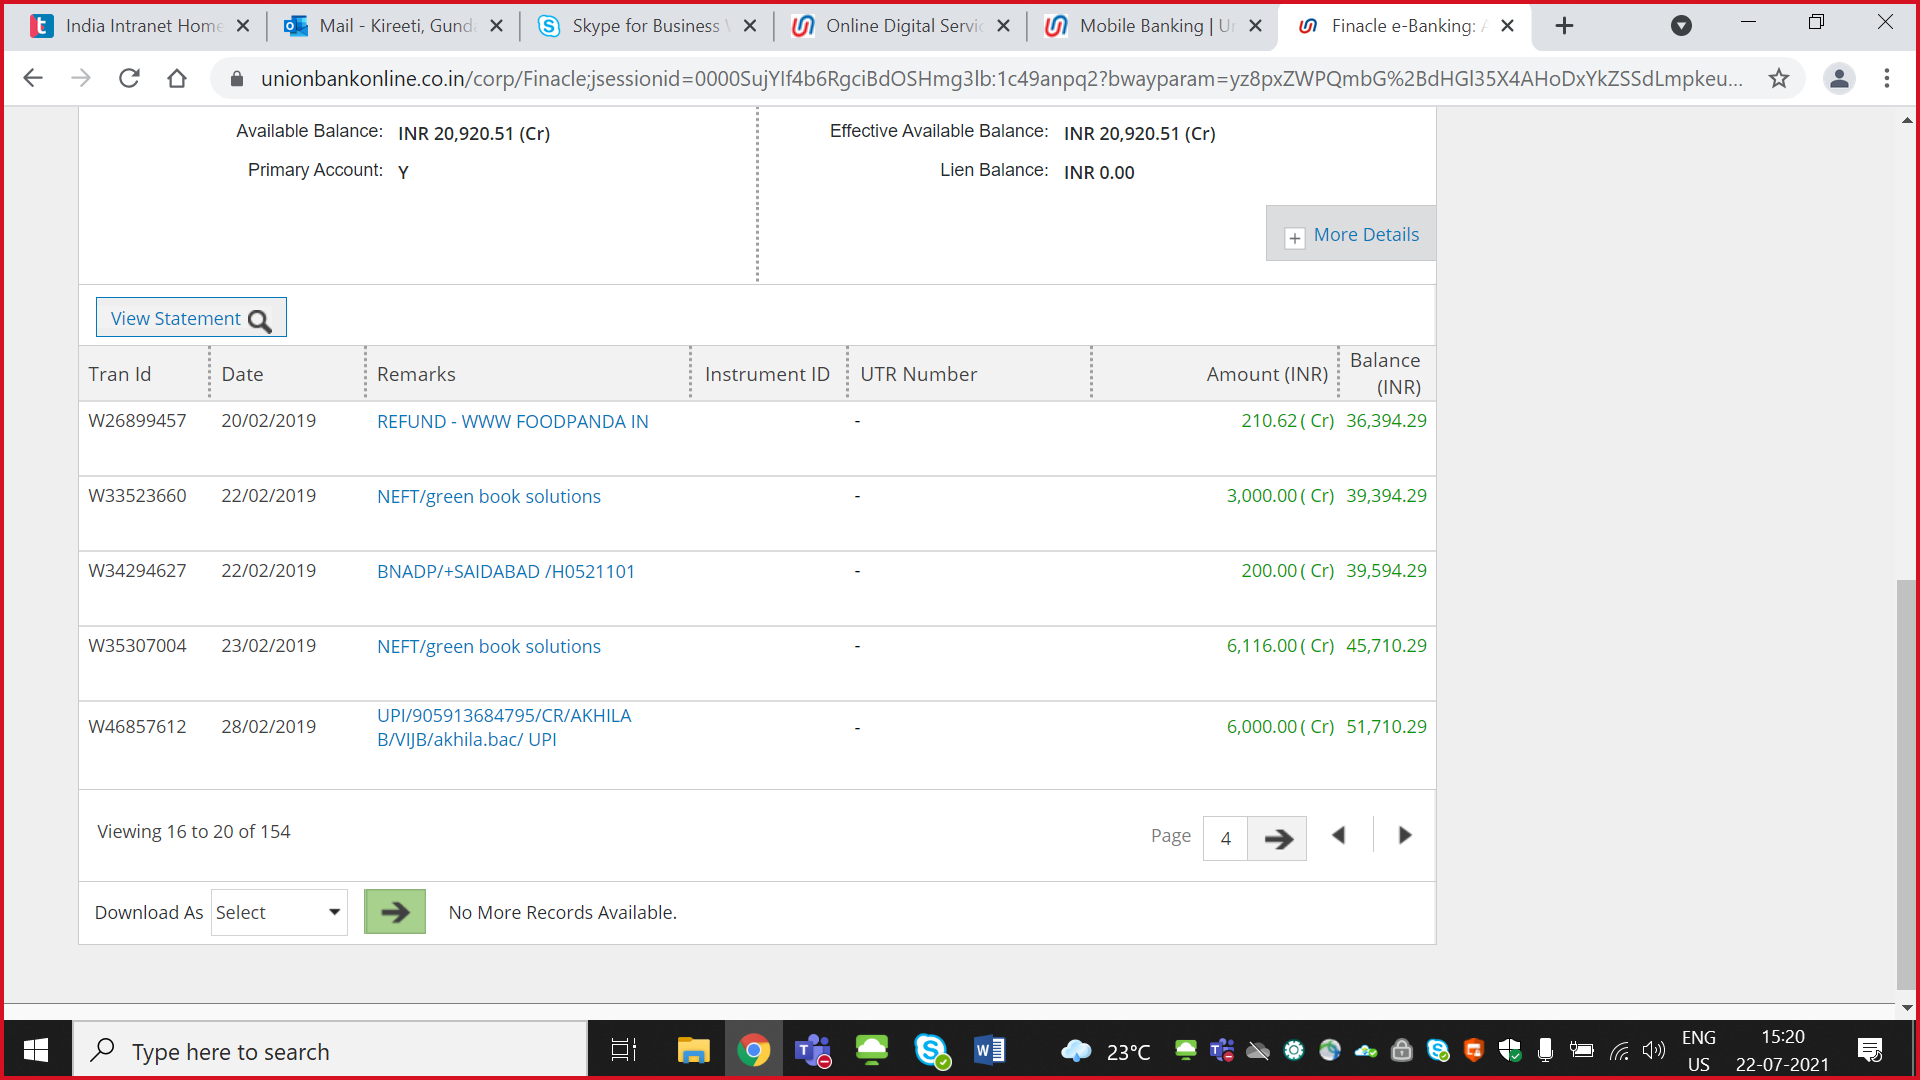 India Intranet Home
Mail - Kireeti, Gunda
Skype for Business
Online Digital Servic
Mobile Banking | Un
Finacle e-Banking: A
unionbankonline.co.in/corp/Finacle;jsessionid=0000SujYIf4b6RgciBdOSHmg3lb:1c49anpq2?bwayparam=yz8pxZWPQmbG%2BdHGl35X4AHoDxYkZSSdLmpkeu...
Available Balance: INR 20,920.51 (Cr)
Effective Available Balance: INR 20,920.51 (Cr)
Primary Account: Y
Lien Balance: INR 0.00
More Details
View Statement
Tran Id Date Remarks Instrument ID UTR Number Amount (INR) Balance (INR)
W26899457 20/02/2019 REFUND - WWW FOODPANDA IN - 210.62 ( Cr) 36,394.29
W33523660 22/02/2019 NEFT/green book solutions - 3,000.00 ( Cr) 39,394.29
W34294627 22/02/2019 BNADP/+SAIDABAD /H0521101 - 200.00 ( Cr) 39,594.29
W35307004 23/02/2019 NEFT/green book solutions - 6,116.00 ( Cr) 45,710.29
W46857612 28/02/2019 UPI/905913684795/CR/AKHILA B/VIJB/akhila.bac/ UPI - 6,000.00 ( Cr) 51,710.29
Viewing 16 to 20 of 154
Page 4
Download As Select No More Records Available.
Type here to search
23°C
ENG
US
15:20
22-07-2021